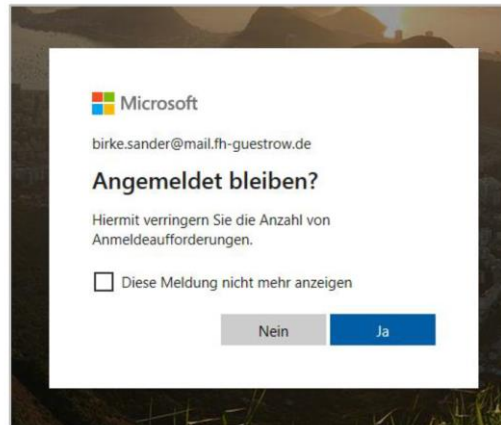 Microsoft
birke.sander@mail.fh-guestrow.de
Angemeldet bleiben?
Hiermit verringern Sie die Anzahl von
Anmeldeaufforderungen.
Diese Meldung nicht mehr anzeigen
Nein Ja